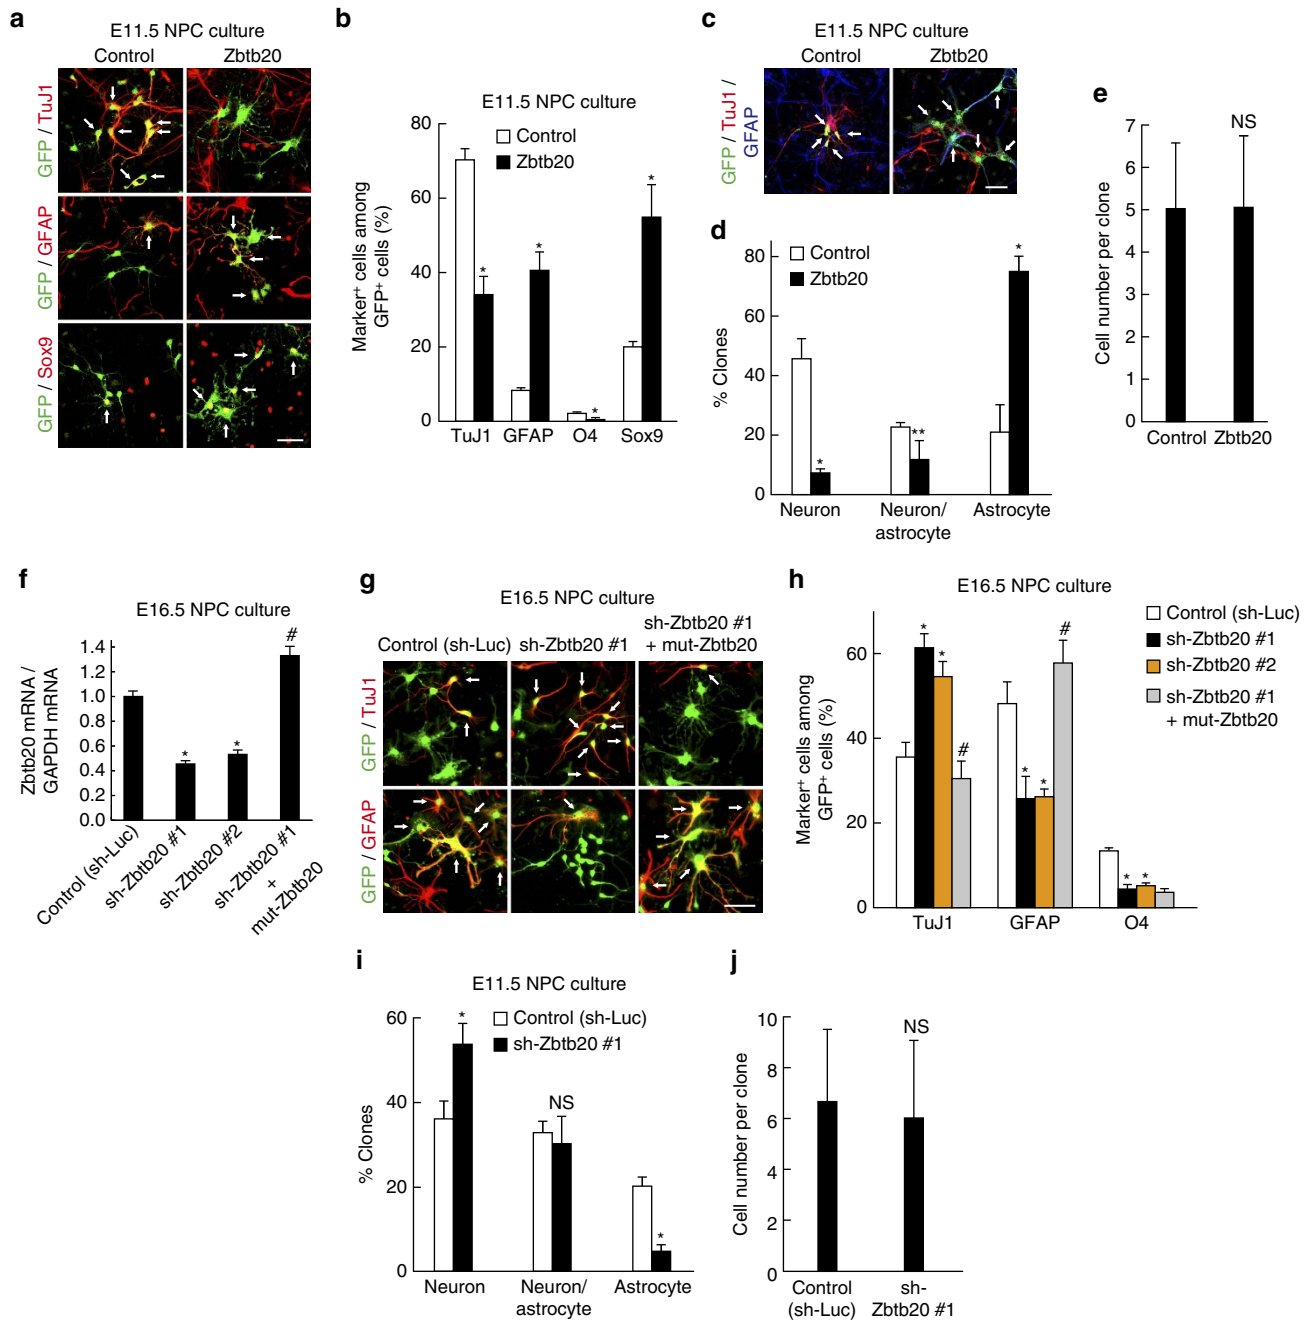 a
E11.5 NPC culture
Control Zbtb20
GFP / TuJ1
GFP / GFAP
GFP / Sox9
b
E11.5 NPC culture
Control
Zbtb20
Marker+ cells among
GFP+ cells (%)
80
60
40
20
0
* * * *
TuJ1 GFAP O4 Sox9
c
E11.5 NPC culture
Control Zbtb20
GFP / TuJ1 /
GFAP
d
Control
Zbtb20
% Clones
80
60
40
20
0
* ** *
Neuron Neuron/
astrocyte Astrocyte
e
NS
Cell number per clone
7
6
5
4
3
2
1
0
Control Zbtb20
f
E16.5 NPC culture
Zbtb20 mRNA /
GAPDH mRNA
1.4
1.2
1.0
0.8
0.6
0.4
0.2
0.0
* * #
Control (sh-Luc)
sh-Zbtb20 #1
sh-Zbtb20 #2
sh-Zbtb20 #1
+
mut-Zbtb20
g
E16.5 NPC culture
Control (sh-Luc) sh-Zbtb20 #1 sh-Zbtb20 #1
+ mut-Zbtb20
GFP / TuJ1
GFP / GFAP
h
E16.5 NPC culture
Control (sh-Luc)
sh-Zbtb20 #1
sh-Zbtb20 #2
sh-Zbtb20 #1
+ mut-Zbtb20
Marker+ cells among
GFP+ cells (%)
60
40
20
0
* * # * * # * *
TuJ1 GFAP O4
i
E11.5 NPC culture
Control (sh-Luc)
sh-Zbtb20 #1
% Clones
60
40
20
0
* NS *
Neuron Neuron/
astrocyte Astrocyte
j
NS
Cell number per clone
10
8
6
4
2
0
Control
(sh-Luc)
sh-
Zbtb20 #1